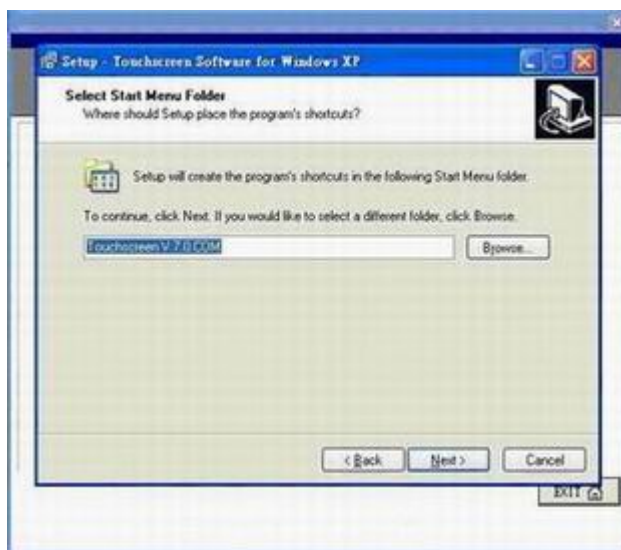 Setup - Touchscreen Software for Windows XP
Select Start Menu Folder
Where should Setup place the program's shortcuts?
Setup will create the program's shortcuts in the following Start Menu folder.
To continue, click Next. If you would like to select a different folder, click Browse.
Touchscreen V.7.0.COM
Browse...
< Back
Next >
Cancel
EXIT